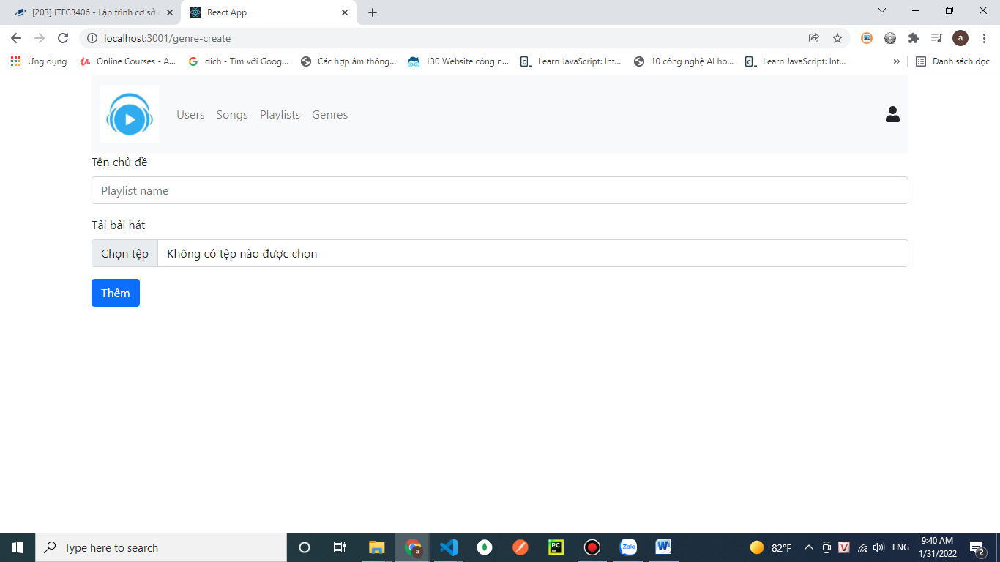 [203] ITEC3406 - Lập trình cơ sở
React App
localhost:3001/genre-create
a
Ứng dụng
Online Courses - A...
dich - Tìm với Goog...
Các hợp âm thông...
130 Website công n...
Learn JavaScript: Int...
10 công nghệ AI ho...
Learn JavaScript: Int...
»
Danh sách đọc
Users Songs Playlists Genres
Tên chủ đề
Playlist name
Tải bải hát
Chọn tệp Không có tệp nào được chọn
Thêm
Type here to search
a
PC
Zalo
W
82°F
V
ENG
9:40 AM
1/31/2022
2